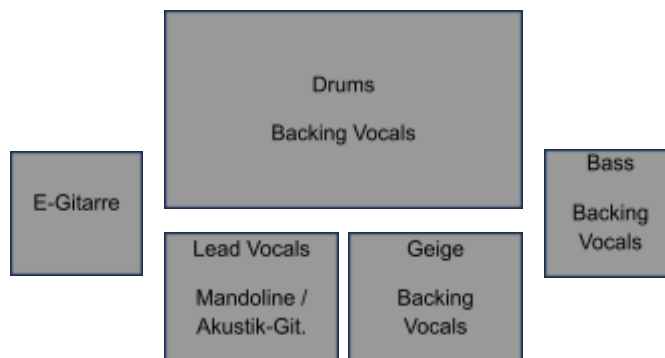 Drums
Backing Vocals
E-Gitarre
Bass
Backing
Vocals
Lead Vocals
Mandoline /
Akustik-Git.
Geige
Backing
Vocals